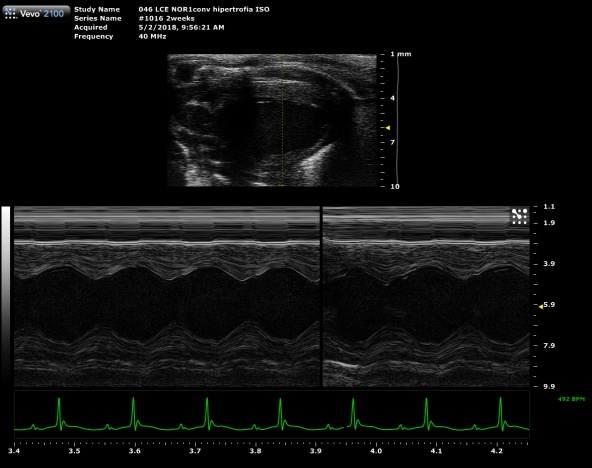 Vevo 2100
Study Name 046 LCE NOR1conv hipertrofia ISO
Series Name #1016 2weeks
Acquired 5/2/2018, 9:56:21 AM
Frequency 40 MHz
1 mm
4
7
10
1.1
1.9
3.9
5.9
7.9
9.9
492 BPM
3.4 3.5 3.6 3.7 3.8 3.9 4.0 4.1 4.2